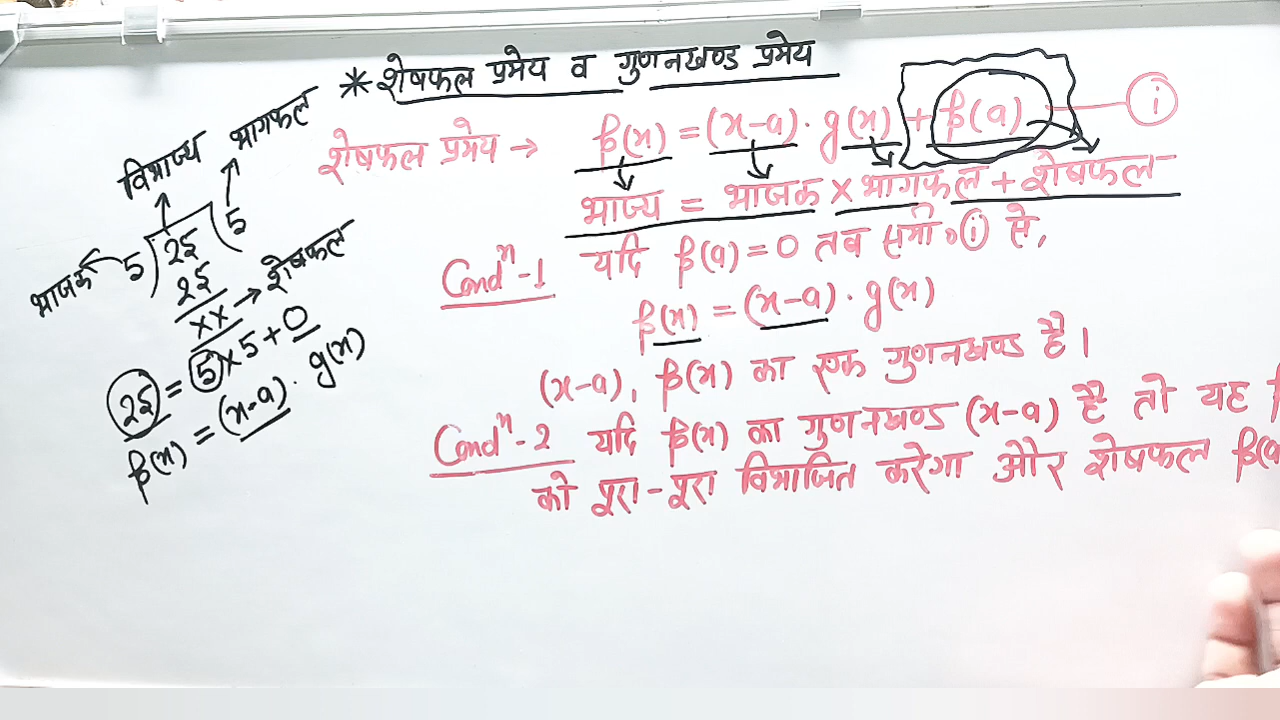 * शेषफल प्रमेय व गुणनखण्ड प्रमेय
शेषफल प्रमेय → β(x) = (x-a). g(x) + β(a) — (i)
भाज्य = भाजक × भागफल + शेषफल
Condⁿ-1 यदि β(a) = 0 तब समी० (i) से,
β(x) = (x-a). g(x)
(x-a), β(x) का एक गुणनखण्ड है।
Condⁿ-2 यदि β(x) का गुणनखण्ड (x-a) है तो यह
को पूरा-पूरा विभाजित करेगा और शेषफल β(a
विभाज्य भागफल
भाजक 5) 25 (5
25
xx → शेषफल
25 = 5 × 5 + 0
β(x) = (x-a). g(x)